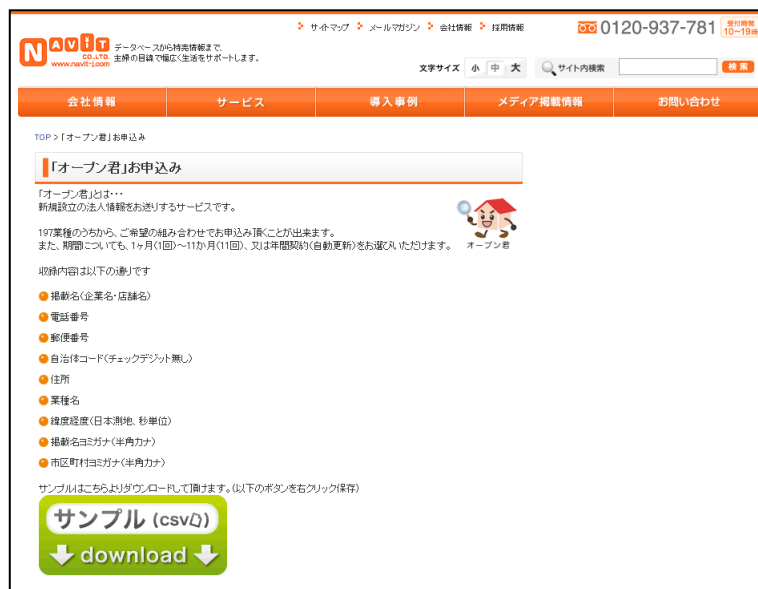 サイトマップ メールマガジン 会社情報 採用情報
0120-937-781 受付時間 10~19時
NAViT CO.,LTD.
www.navit-j.com
データベースから特売情報まで、
主婦の目線で幅広く生活をサポートします。
文字サイズ 小 中 大 サイト内検索 検索
会社情報 サービス 導入事例 メディア掲載情報 お問い合わせ
TOP > 「オープン君」お申込み
「オープン君」お申込み
「オープン君」とは・・・
新規設立の法人情報をお送りするサービスです。
197業種のうちから、ご希望の組み合わせでお申込み頂くことが出来ます。
また、期間についても、1ヶ月(1回)~11か月(11回)、又は年間契約(自動更新)をお選びいただけます。
オープン君
収録内容は以下の通りです
掲載名(企業名・店舗名)
電話番号
郵便番号
自治体コード(チェックデジット無し)
住所
業種名
緯度経度(日本測地、秒単位)
掲載名ヨミガナ(半角カナ)
市区町村ヨミガナ(半角カナ)
サンプルはこちらよりダウンロードして頂けます。(以下のボタンを右クリック保存)
サンプル (csv)
download